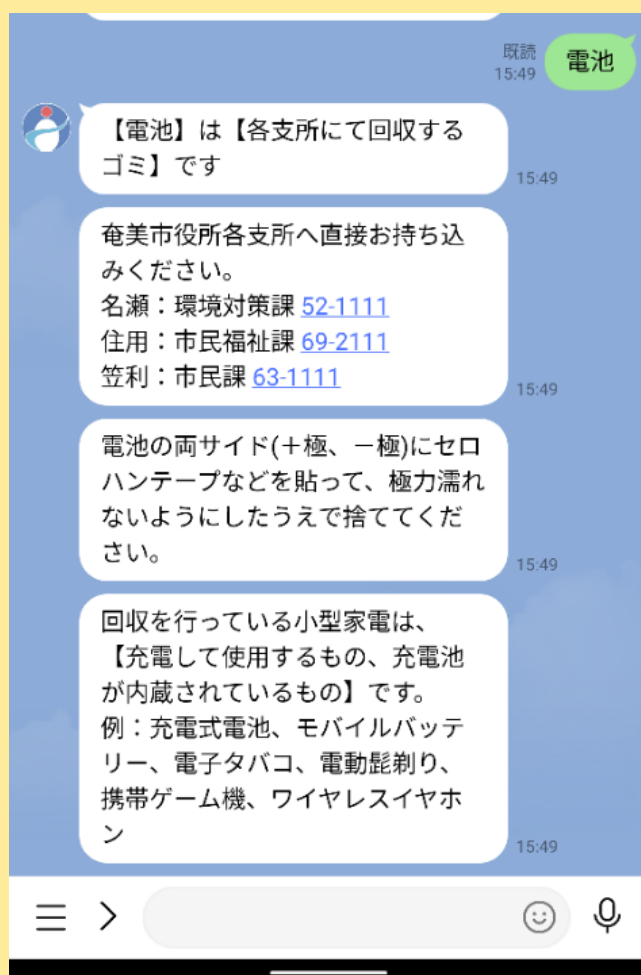 既読
15:49
電池
【電池】は【各支所にて回収する
ゴミ】です
15:49
奄美市役所各支所へ直接お持ち込
みください。
名瀬：環境対策課 52-1111
住用：市民福祉課 69-2111
笠利：市民課 63-1111
15:49
電池の両サイド(＋極、－極)にセロ
ハンテープなどを貼って、極力濡れ
ないようにしたうえで捨ててくだ
さい。
15:49
回収を行っている小型家電は、
【充電して使用するもの、充電池
が内蔵されているもの】です。
例：充電式電池、モバイルバッテ
リー、電子タバコ、電動髭剃り、
携帯ゲーム機、ワイヤレスイヤホ
ン
15:49